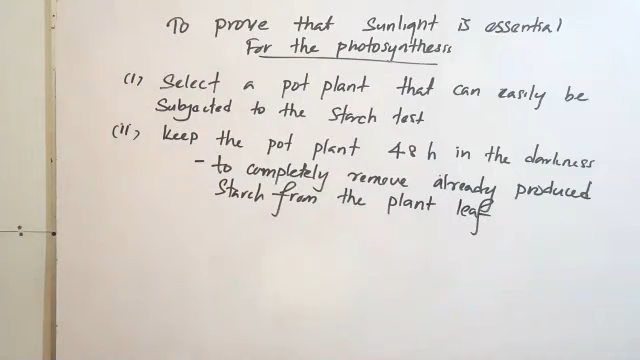 To prove that Sunlight is essential
For the photosynthesis
(I) Select a pot plant that can easily be
Subjected to the Starch test
(II) Keep the pot plant 48 h in the darkness
- to completely remove already produced
Starch from the plant leaf